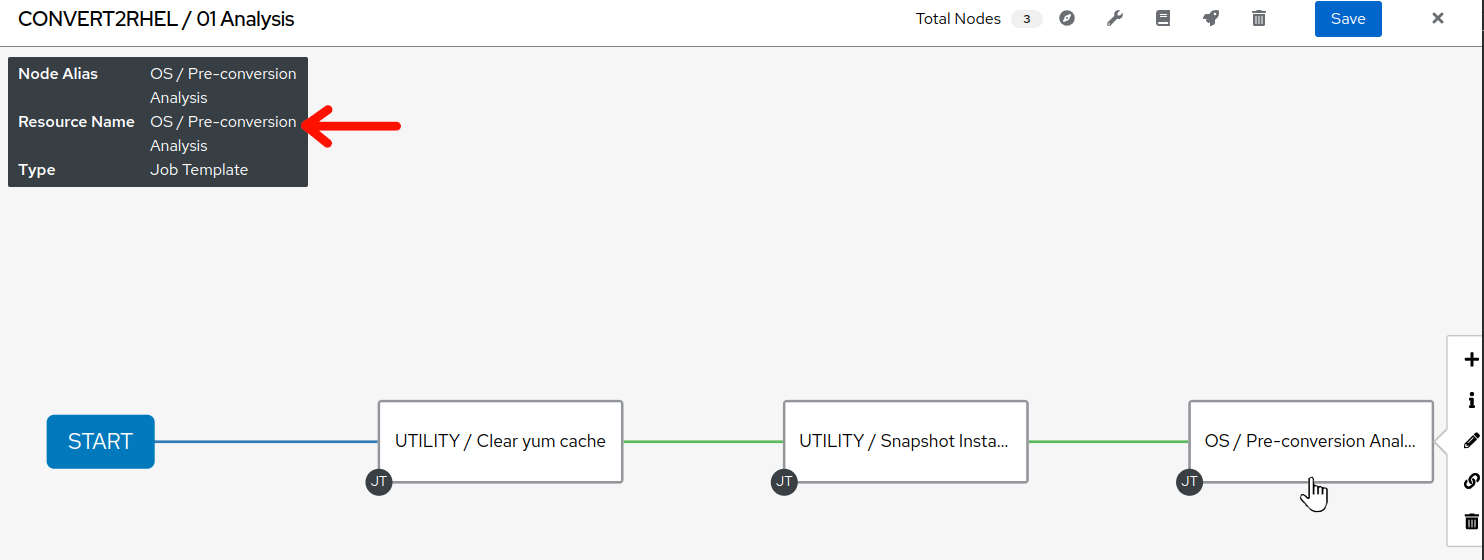 CONVERT2RHEL / 01 Analysis
Total Nodes 3
Save
Node Alias OS / Pre-conversion
Analysis
Resource Name OS / Pre-conversion
Analysis
Type Job Template
START
UTILITY / Clear yum cache
JT
UTILITY / Snapshot Insta...
JT
OS / Pre-conversion Anal...
JT